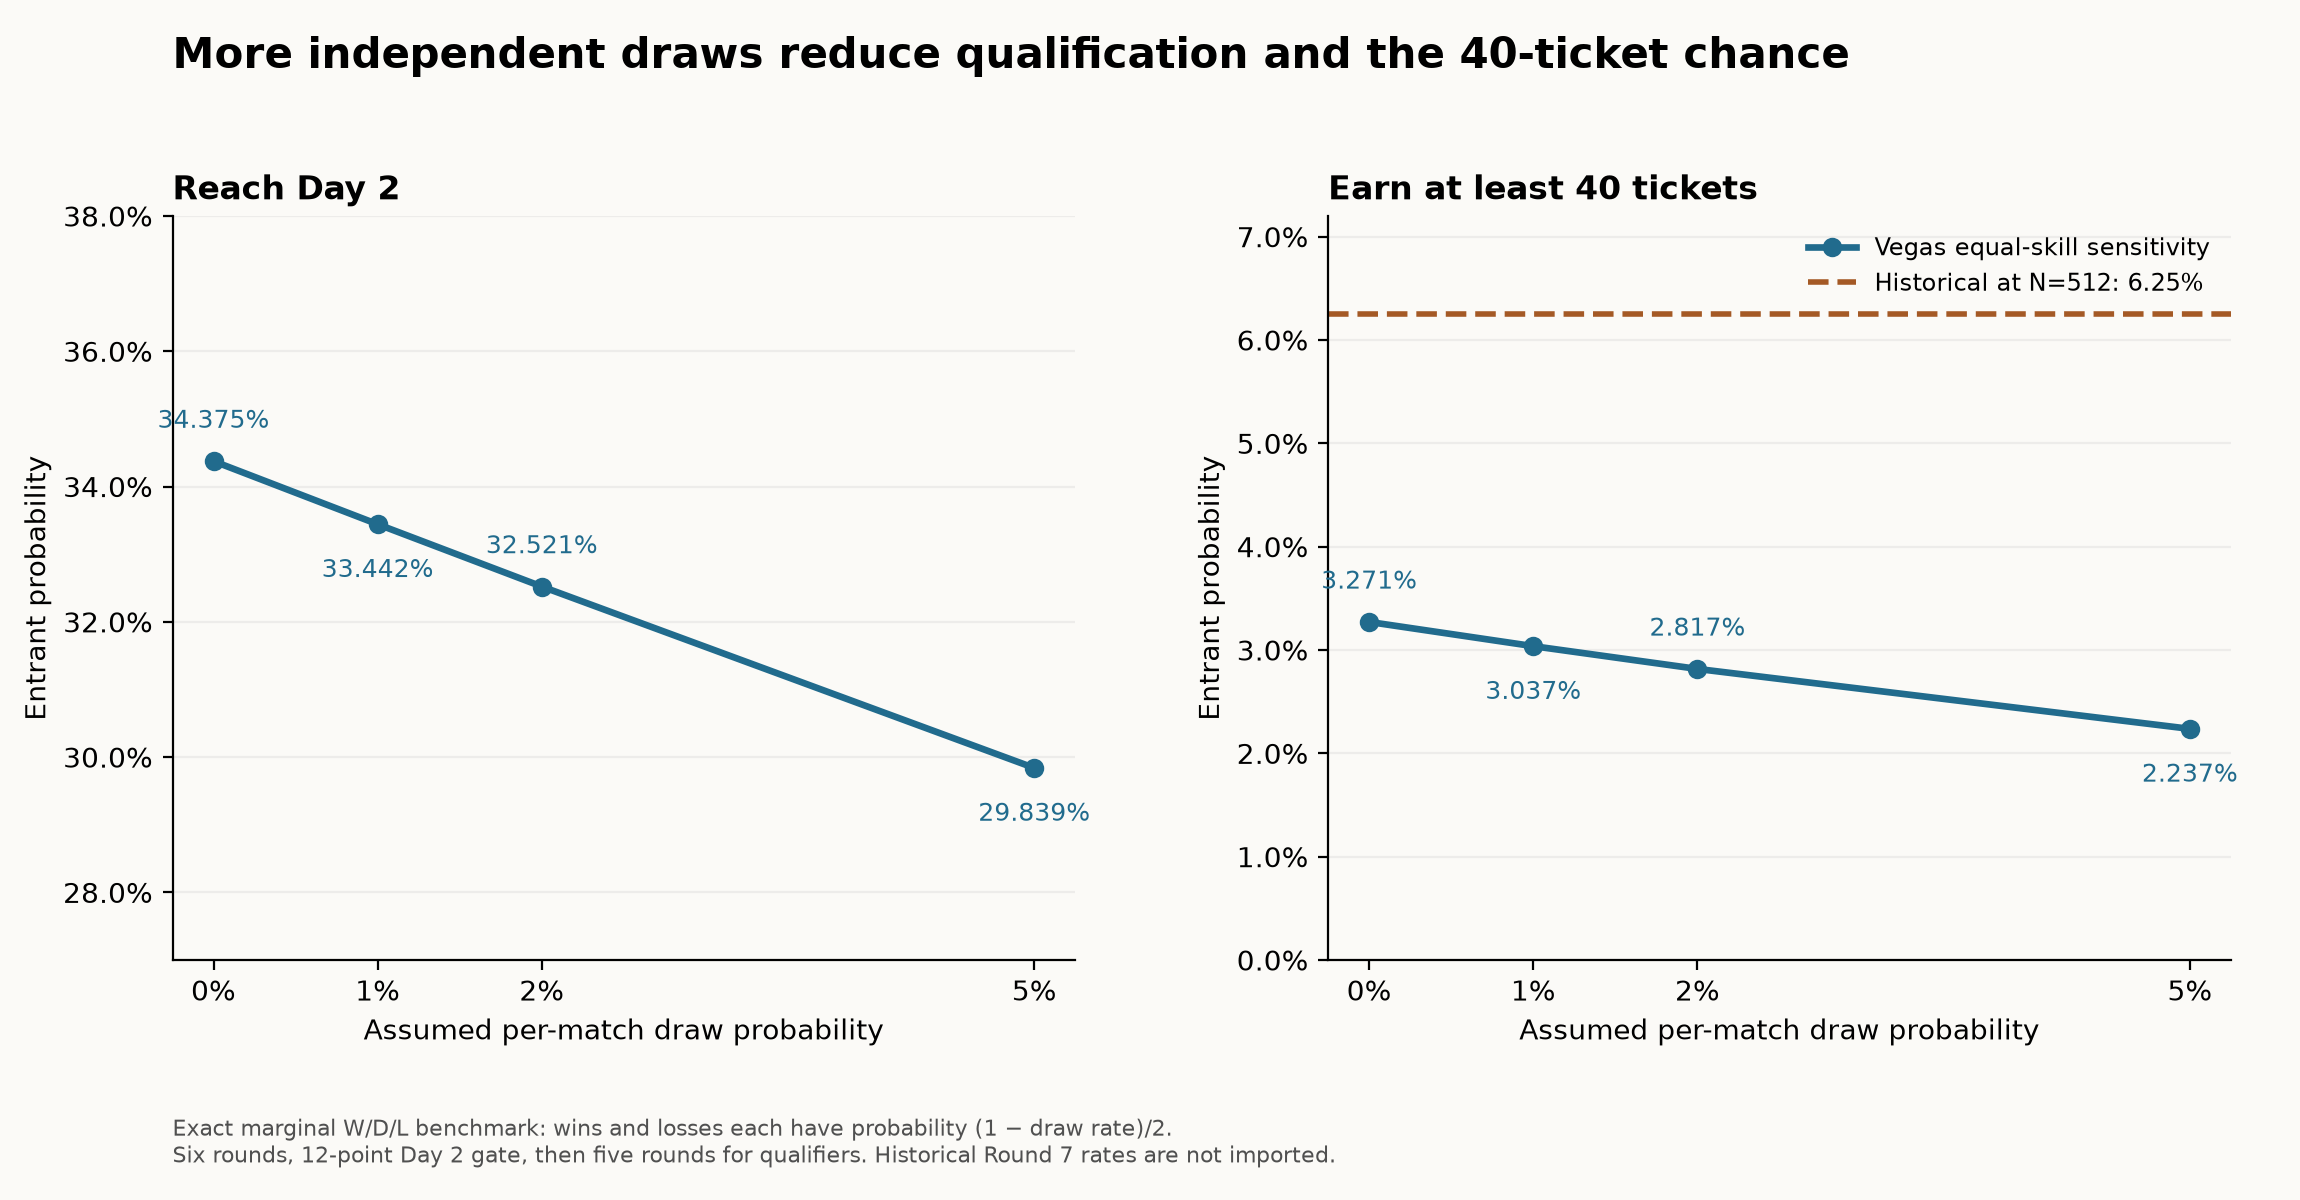 More independent draws reduce qualification and the 40-ticket chance
Reach Day 2
38.0%
36.0%
34.0%
32.0%
30.0%
28.0%
Entrant probability
34.375%
33.442%
32.521%
29.839%
0%
1%
2%
5%
Assumed per-match draw probability
Earn at least 40 tickets
7.0%
6.0%
5.0%
4.0%
3.0%
2.0%
1.0%
0.0%
Entrant probability
Vegas equal-skill sensitivity
Historical at N=512: 6.25%
3.271%
3.037%
2.817%
2.237%
0%
1%
2%
5%
Assumed per-match draw probability
Exact marginal W/D/L benchmark: wins and losses each have probability (1 − draw rate)/2.
Six rounds, 12-point Day 2 gate, then five rounds for qualifiers. Historical Round 7 rates are not imported.